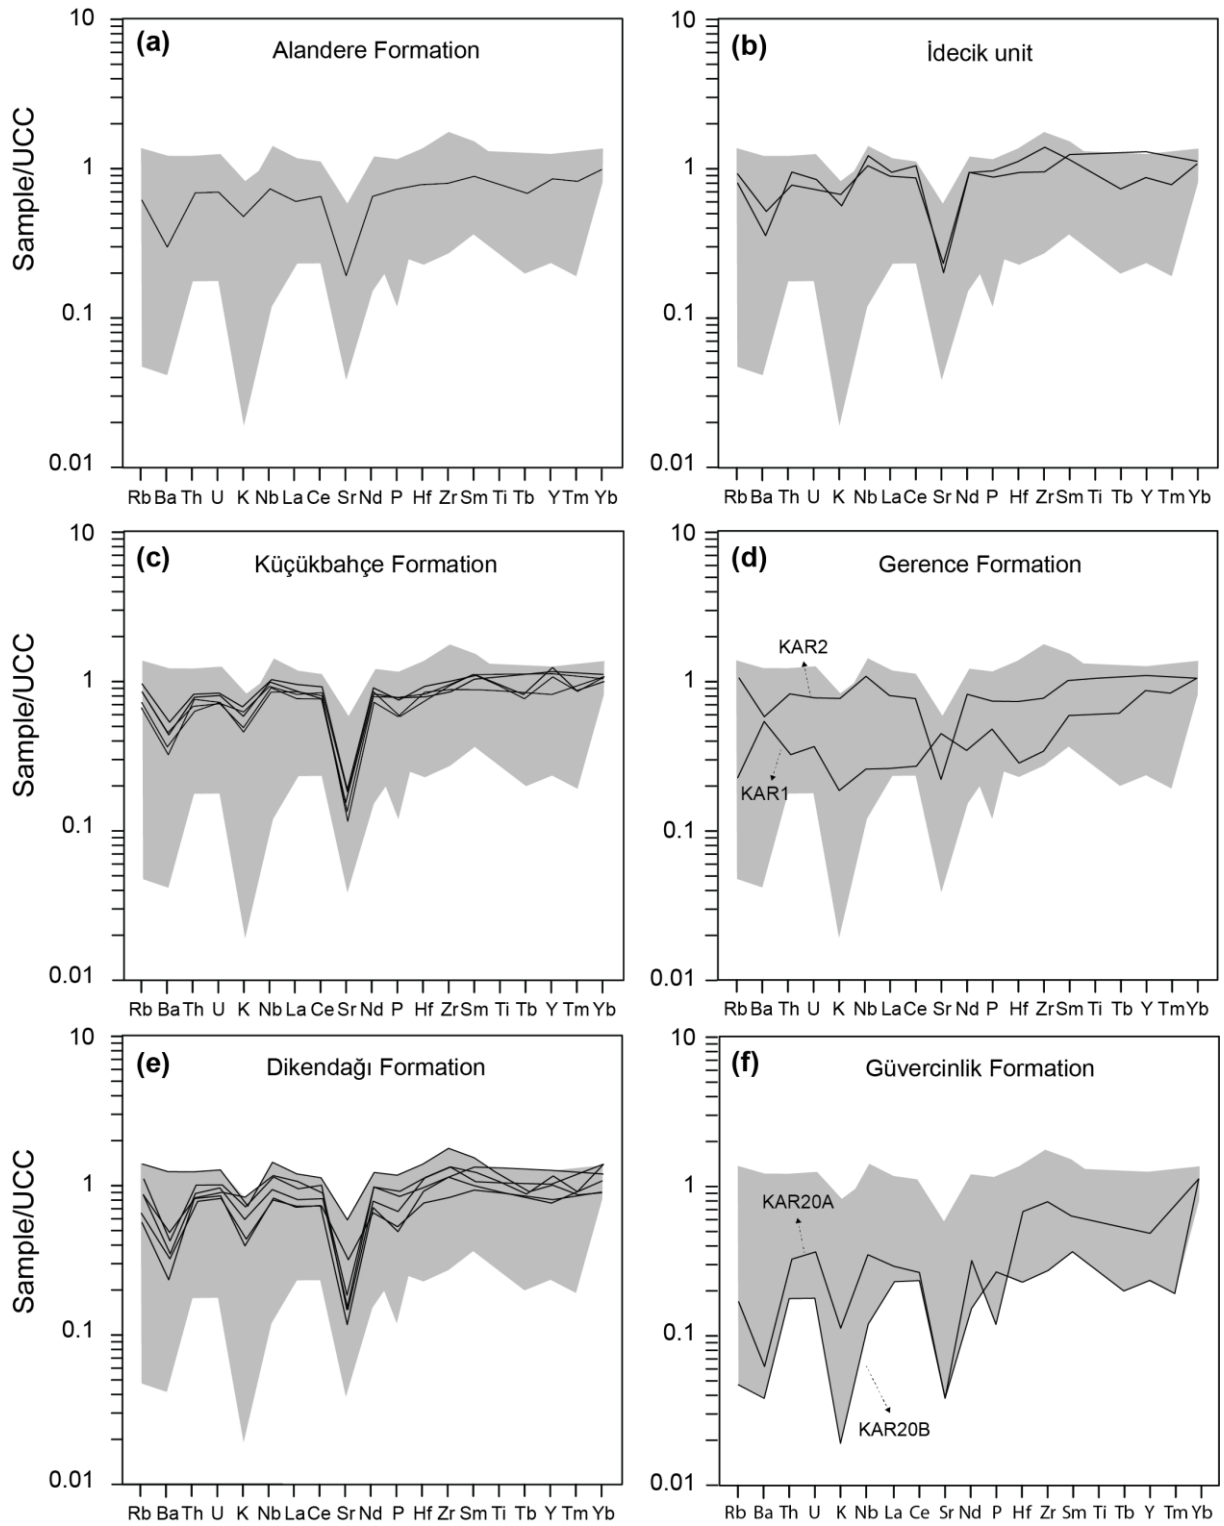 (a) Alandere Formation
10
1
0.1
0.01
Sample/UCC
Rb Ba Th U K Nb La Ce Sr Nd P Hf Zr Sm Ti Tb Y Tm Yb
(b) İdecik unit
10
1
0.1
0.01
Rb Ba Th U K Nb La Ce Sr Nd P Hf Zr Sm Ti Tb Y Tm Yb
(c) Küçükbahçe Formation
10
1
0.1
0.01
Sample/UCC
Rb Ba Th U K Nb La Ce Sr Nd P Hf Zr Sm Ti Tb Y Tm Yb
(d) Gerence Formation
10
1
0.1
0.01
KAR2
KAR1
Rb Ba Th U K Nb La Ce Sr Nd P Hf Zr Sm Ti Tb Y Tm Yb
(e) Dikendağı Formation
10
1
0.1
0.01
Sample/UCC
Rb Ba Th U K Nb La Ce Sr Nd P Hf Zr Sm Ti Tb Y Tm Yb
(f) Güvercinlik Formation
10
1
0.1
0.01
KAR20A
KAR20B
Rb Ba Th U K Nb La Ce Sr Nd P Hf Zr Sm Ti Tb Y Tm Yb